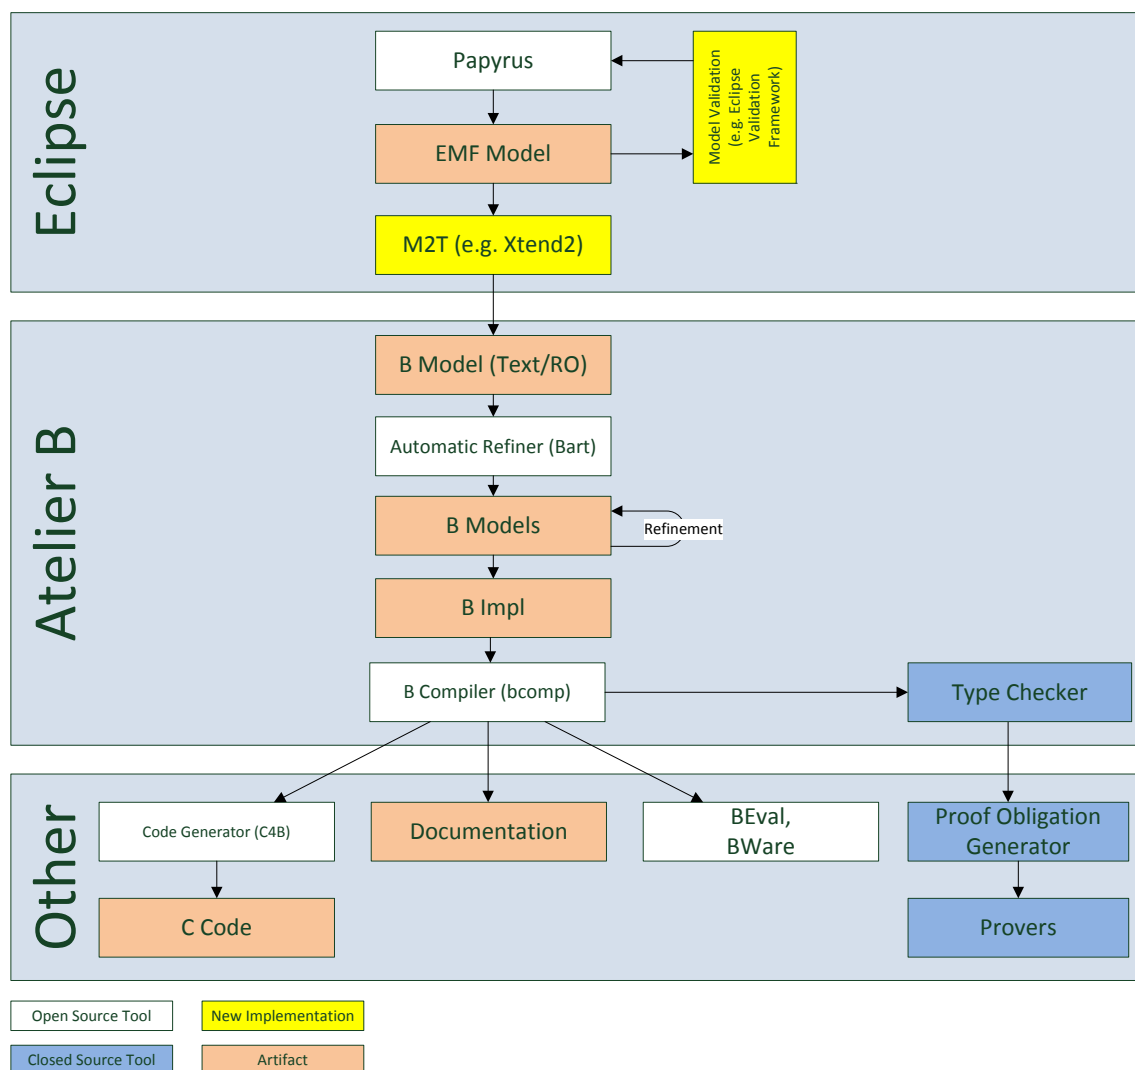 Eclipse
Papyrus
Model Validation
(e.g. Eclipse
Validation
Framework)
EMF Model
M2T (e.g. Xtend2)
Atelier B
B Model (Text/RO)
Automatic Refiner (Bart)
B Models
Refinement
B Impl
B Compiler (bcomp)
Type Checker
Other
Code Generator (C4B)
Documentation
BEval,
BWare
Proof Obligation
Generator
C Code
Provers
Open Source Tool
New Implementation
Closed Source Tool
Artifact